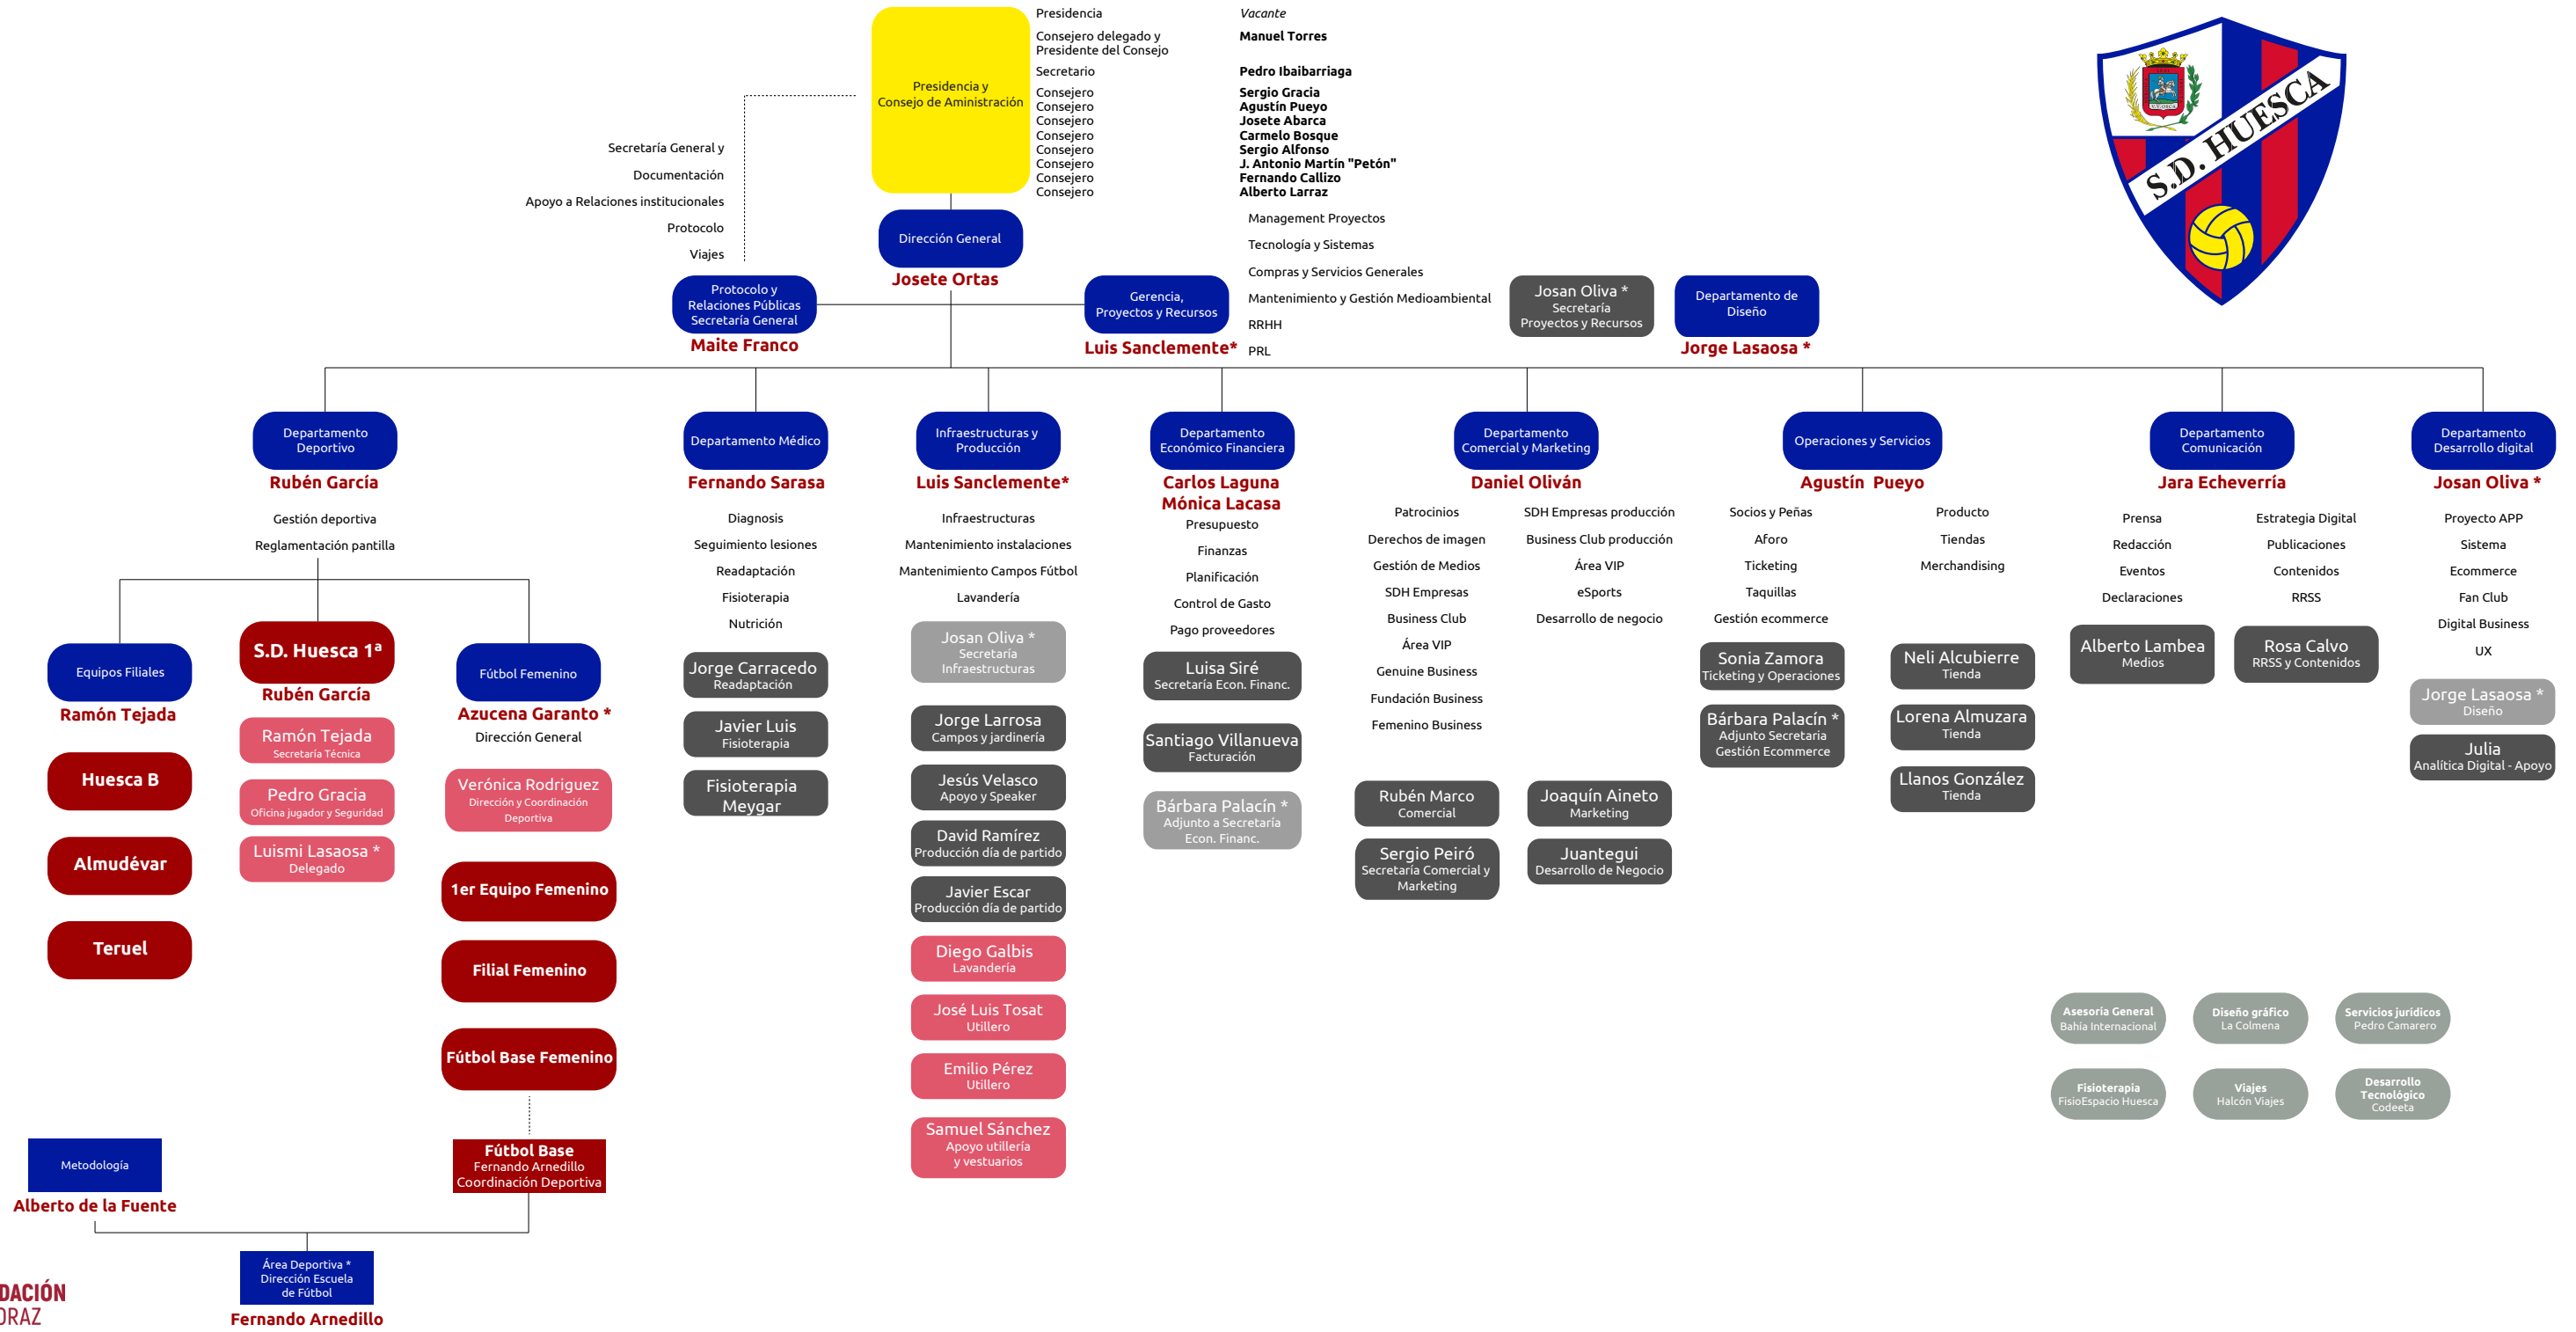 Presidencia y
Consejo de Aministración
Presidencia Vacante
Consejero delegado y
Presidente del Consejo Manuel Torres
Secretario Pedro Ibaibarriaga
Consejero Sergio Gracia
Consejero Agustín Pueyo
Consejero Josete Abarca
Consejero Carmelo Bosque
Consejero Sergio Alfonso
Consejero J. Antonio Martín "Petón"
Consejero Fernando Callizo
Consejero Alberto Larraz
S.D. HUESCA
Secretaría General y
Documentación
Apoyo a Relaciones institucionales
Protocolo
Viajes
Dirección General
Josete Ortas
Protocolo y
Relaciones Públicas
Secretaría General
Maite Franco
Gerencia,
Proyectos y Recursos
Luis Sanclemente*
Management Proyectos
Tecnología y Sistemas
Compras y Servicios Generales
Mantenimiento y Gestión Medioambiental
RRHH
PRL
Josan Oliva *
Secretaría
Proyectos y Recursos
Departamento de
Diseño
Jorge Lasaosa *
Departamento
Deportivo
Rubén García
Gestión deportiva
Reglamentación pantilla
Equipos Filiales
Ramón Tejada
Huesca B
Almudévar
Teruel
S.D. Huesca 1ª
Rubén García
Ramón Tejada
Secretaría Técnica
Pedro Gracia
Oficina jugador y Seguridad
Luismi Lasaosa *
Delegado
Fútbol Femenino
Azucena Garanto *
Dirección General
Verónica Rodriguez
Dirección y Coordinación
Deportiva
1er Equipo Femenino
Filial Femenino
Fútbol Base Femenino
Fútbol Base
Fernando Arnedillo
Coordinación Deportiva
Metodología
Alberto de la Fuente
Área Deportiva *
Dirección Escuela
de Fútbol
Fernando Arnedillo
DACIÓN
ORAZ
Departamento Médico
Fernando Sarasa
Diagnosis
Seguimiento lesiones
Readaptación
Fisioterapia
Nutrición
Jorge Carracedo
Readaptación
Javier Luis
Fisioterapia
Fisioterapia
Meygar
Infraestructuras y
Producción
Luis Sanclemente*
Infraestructuras
Mantenimiento instalaciones
Mantenimiento Campos Fútbol
Lavandería
Josan Oliva *
Secretaría
Infraestructuras
Jorge Larrosa
Campos y jardinería
Jesús Velasco
Apoyo y Speaker
David Ramírez
Producción día de partido
Javier Escar
Producción día de partido
Diego Galbis
Lavandería
José Luis Tosat
Utillero
Emilio Pérez
Utillero
Samuel Sánchez
Apoyo utillería
y vestuarios
Departamento
Económico Financiera
Carlos Laguna
Mónica Lacasa
Presupuesto
Finanzas
Planificación
Control de Gasto
Pago proveedores
Luisa Siré
Secretaría Econ. Financ.
Santiago Villanueva
Facturación
Bárbara Palacín *
Adjunto a Secretaría
Econ. Financ.
Departamento
Comercial y Marketing
Daniel Oliván
Patrocinios
Derechos de imagen
Gestión de Medios
SDH Empresas
Business Club
Área VIP
Genuine Business
Fundación Business
Femenino Business
SDH Empresas producción
Business Club producción
Área VIP
eSports
Desarrollo de negocio
Rubén Marco
Comercial
Sergio Peiró
Secretaría Comercial y
Marketing
Joaquín Aineto
Marketing
Juantegui
Desarrollo de Negocio
Operaciones y Servicios
Agustín Pueyo
Socios y Peñas
Aforo
Ticketing
Taquillas
Gestión ecommerce
Sonia Zamora
Ticketing y Operaciones
Bárbara Palacín *
Adjunto Secretaria
Gestión Ecommerce
Producto
Tiendas
Merchandising
Neli Alcubierre
Tienda
Lorena Almuzara
Tienda
Llanos González
Tienda
Departamento
Comunicación
Jara Echeverría
Prensa
Redacción
Eventos
Declaraciones
Alberto Lambea
Medios
Estrategia Digital
Publicaciones
Contenidos
RRSS
Rosa Calvo
RRSS y Contenidos
Departamento
Desarrollo digital
Josan Oliva *
Proyecto APP
Sistema
Ecommerce
Fan Club
Digital Business
UX
Jorge Lasaosa *
Diseño
Julia
Analítica Digital - Apoyo
Asesoría General
Bahía Internacional
Diseño gráfico
La Colmena
Servicios jurídicos
Pedro Camarero
Fisioterapia
FisioEspacio Huesca
Viajes
Halcón Viajes
Desarrollo
Tecnológico
Codeeta